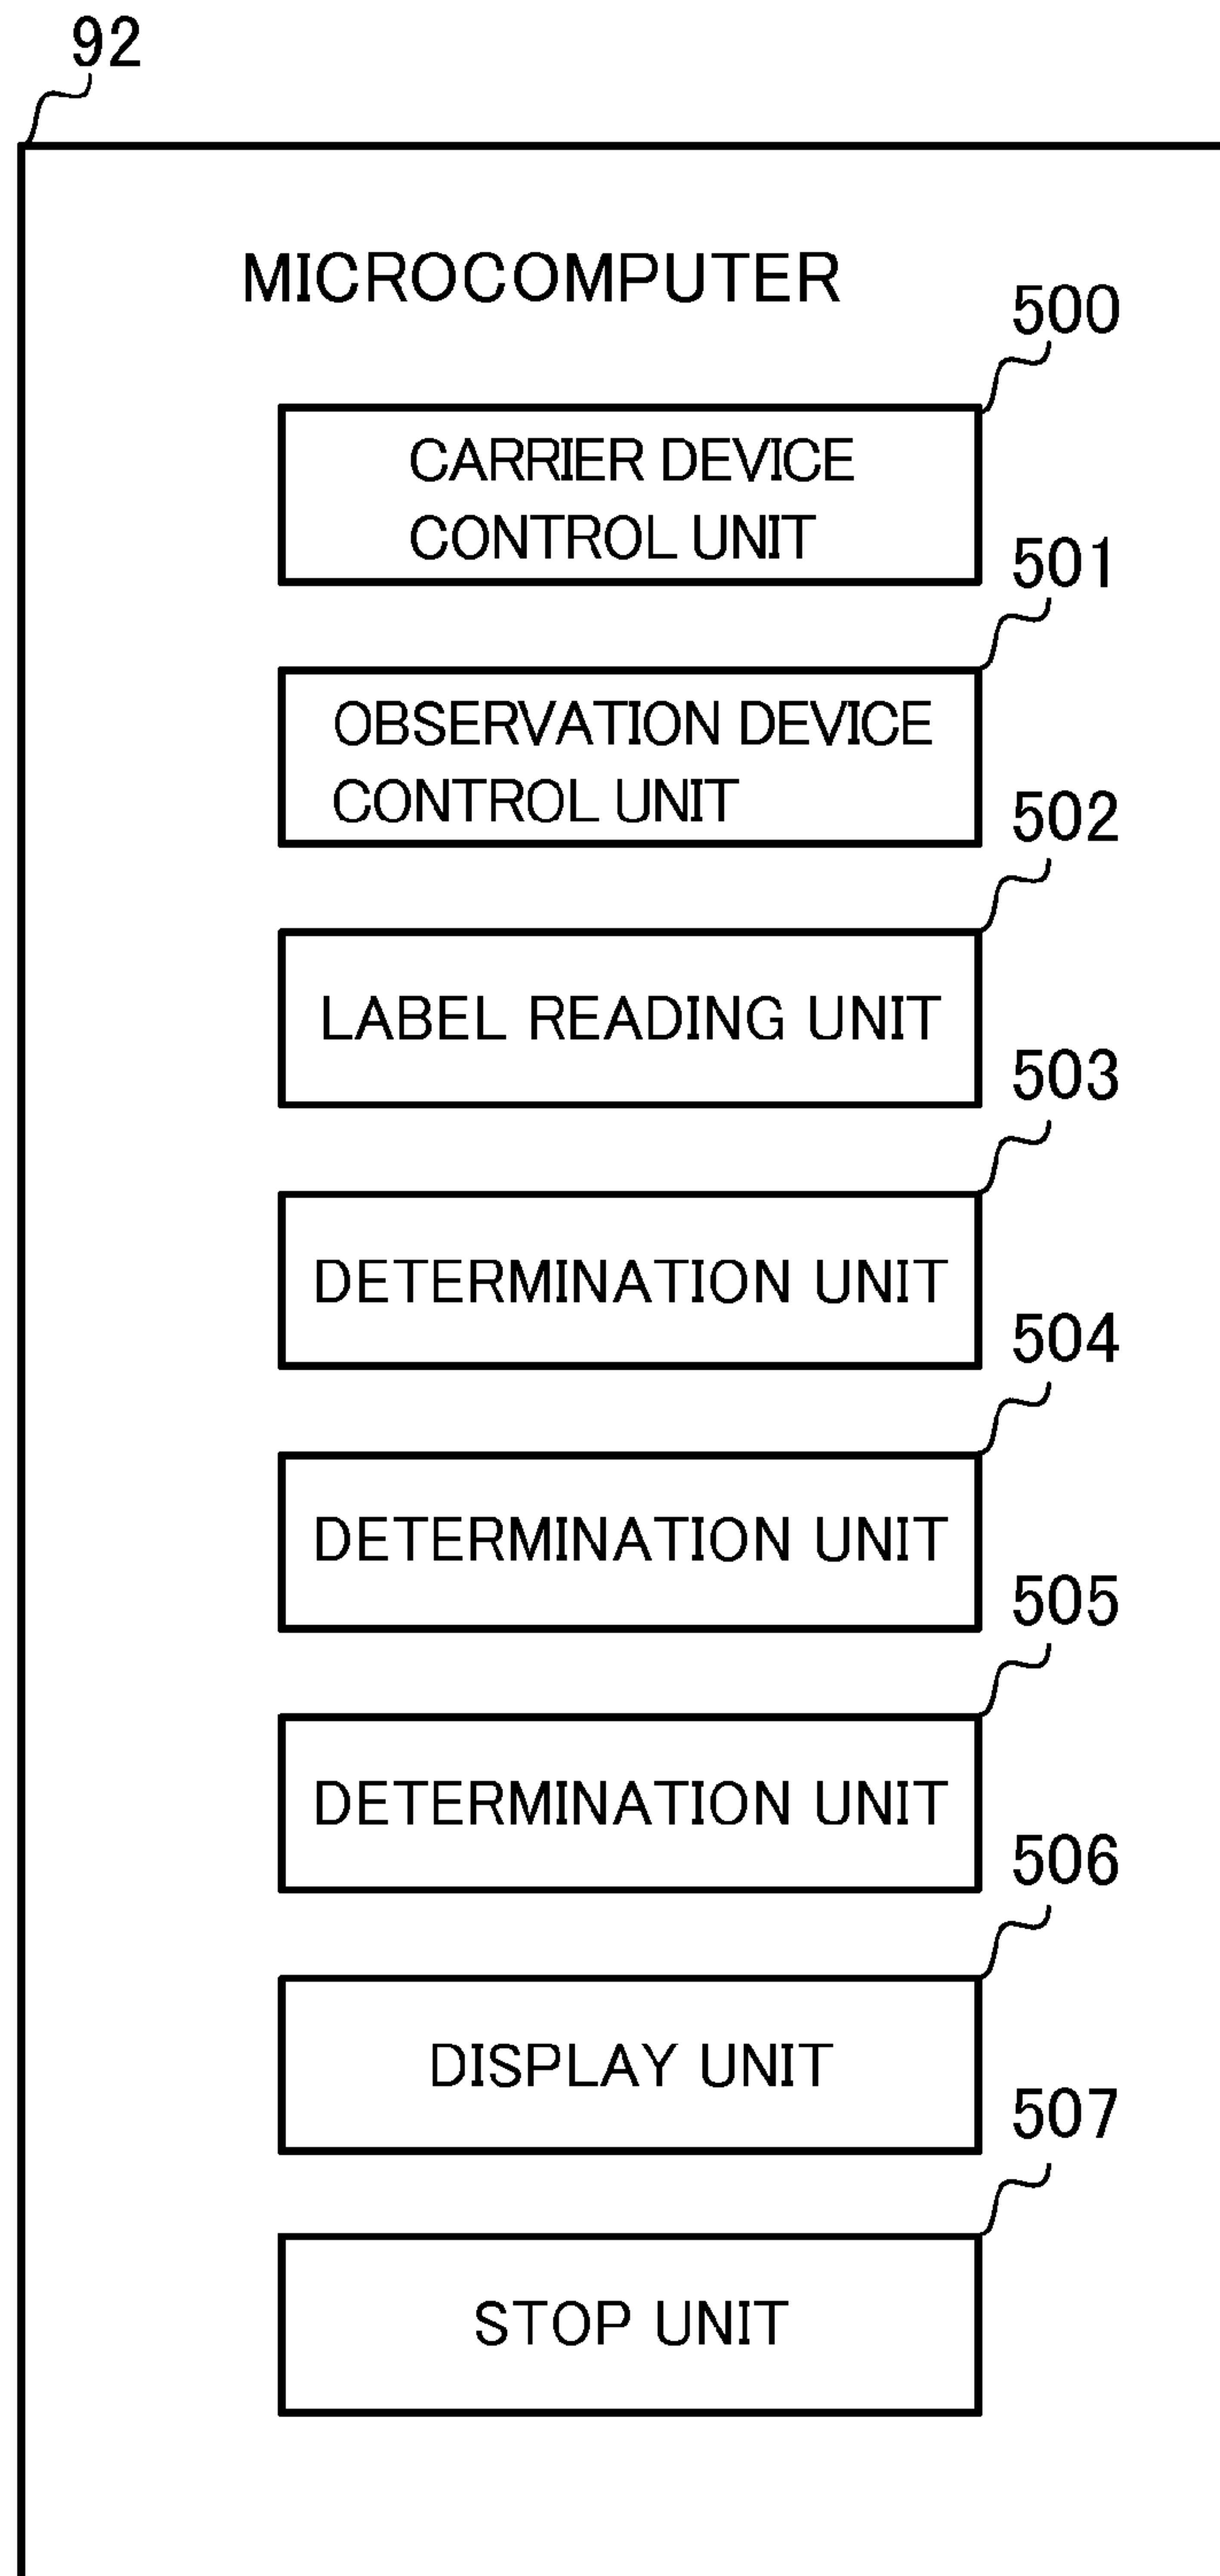 92
MICROCOMPUTER
500
CARRIER DEVICE
CONTROL UNIT
501
OBSERVATION DEVICE
CONTROL UNIT
502
LABEL READING UNIT
503
DETERMINATION UNIT
504
DETERMINATION UNIT
505
DETERMINATION UNIT
506
DISPLAY UNIT
507
STOP UNIT